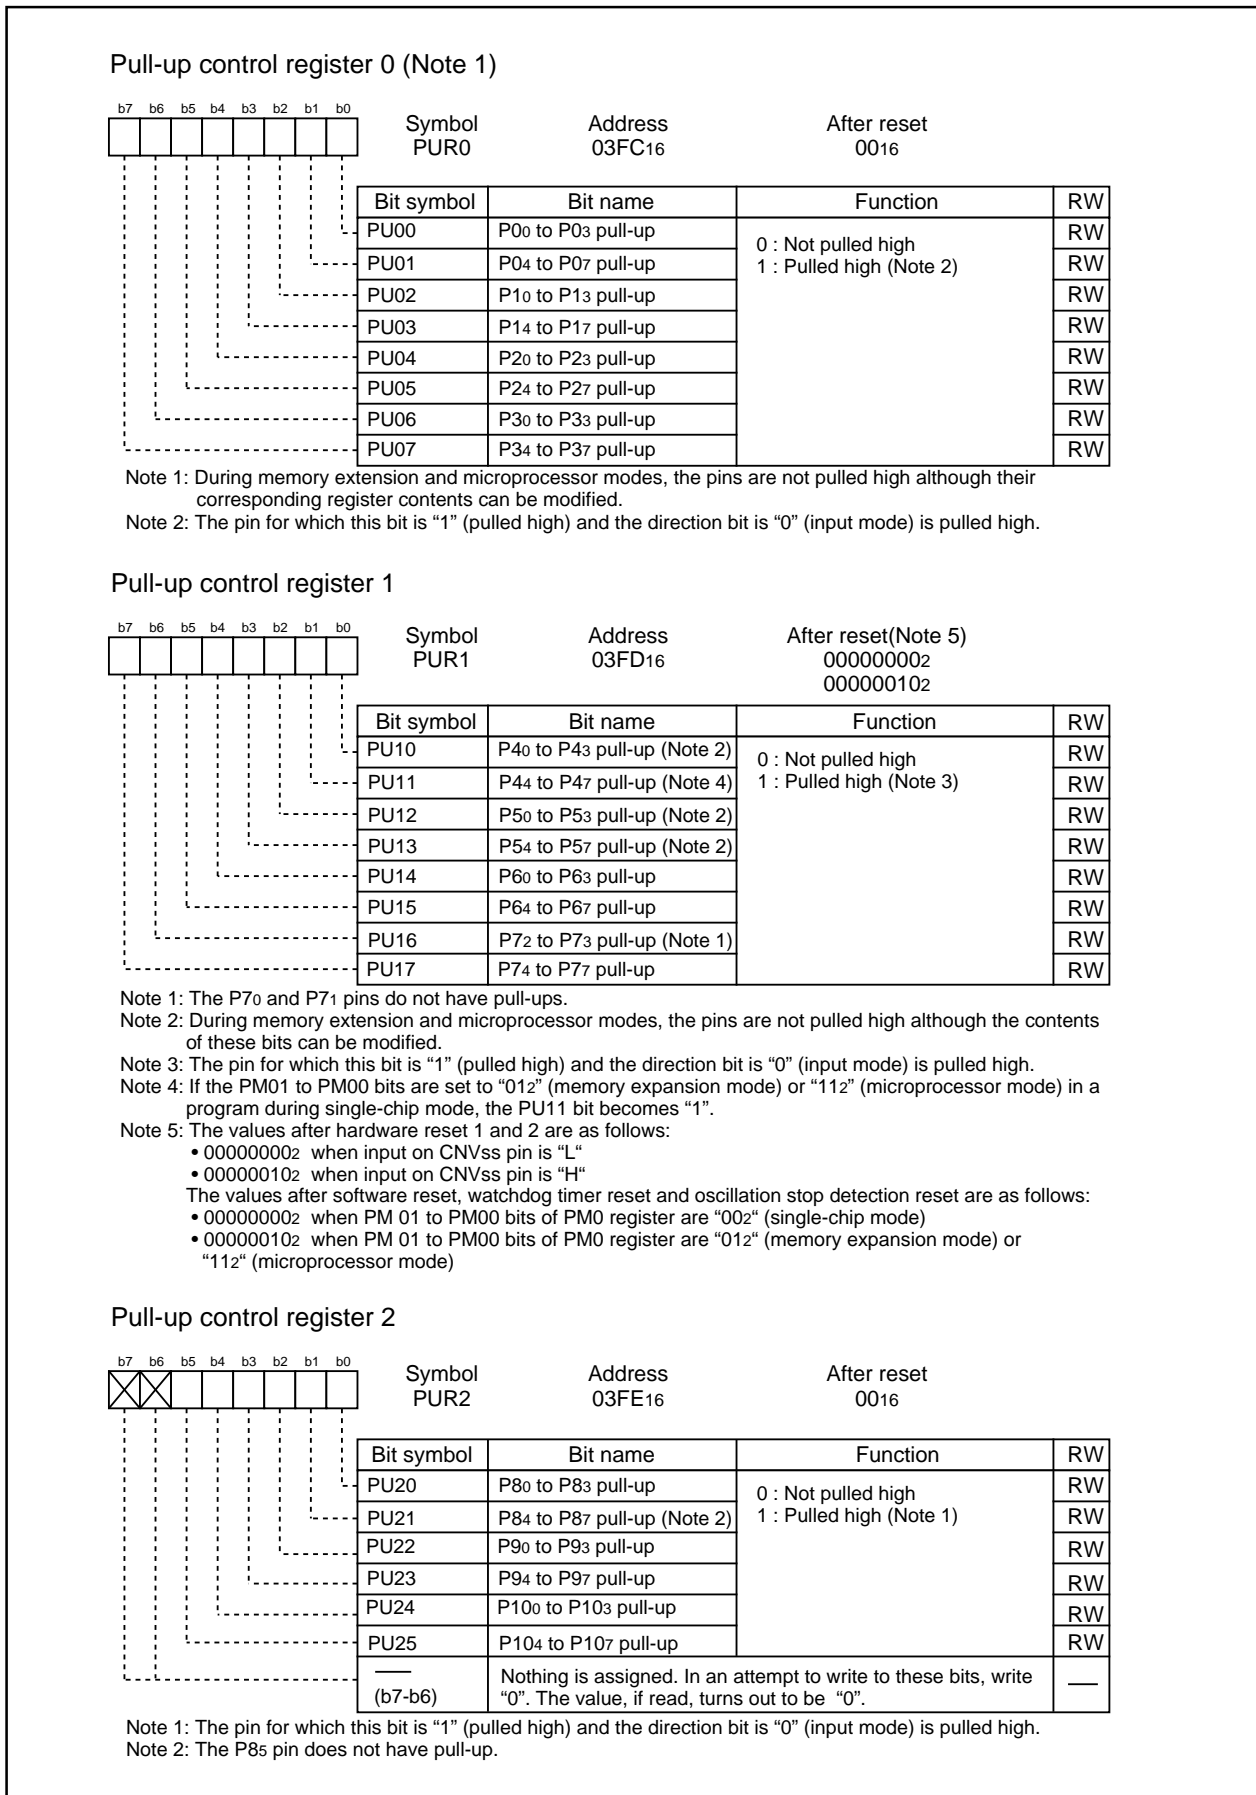 Pull-up control register 0 (Note 1)
b7 b6 b5 b4 b3 b2 b1 b0
Symbol Address After reset
PUR0 03FC16 0016
Bit symbol Bit name Function RW
PU00 P00 to P03 pull-up 0 : Not pulled high RW
PU01 P04 to P07 pull-up 1 : Pulled high (Note 2) RW
PU02 P10 to P13 pull-up RW
PU03 P14 to P17 pull-up RW
PU04 P20 to P23 pull-up RW
PU05 P24 to P27 pull-up RW
PU06 P30 to P33 pull-up RW
PU07 P34 to P37 pull-up RW
Note 1: During memory extension and microprocessor modes, the pins are not pulled high although their
corresponding register contents can be modified.
Note 2: The pin for which this bit is “1” (pulled high) and the direction bit is “0” (input mode) is pulled high.
Pull-up control register 1
b7 b6 b5 b4 b3 b2 b1 b0
Symbol Address After reset(Note 5)
PUR1 03FD16 000000002
000000102
Bit symbol Bit name Function RW
PU10 P40 to P43 pull-up (Note 2) 0 : Not pulled high RW
PU11 P44 to P47 pull-up (Note 4) 1 : Pulled high (Note 3) RW
PU12 P50 to P53 pull-up (Note 2) RW
PU13 P54 to P57 pull-up (Note 2) RW
PU14 P60 to P63 pull-up RW
PU15 P64 to P67 pull-up RW
PU16 P72 to P73 pull-up (Note 1) RW
PU17 P74 to P77 pull-up RW
Note 1: The P70 and P71 pins do not have pull-ups.
Note 2: During memory extension and microprocessor modes, the pins are not pulled high although the contents
of these bits can be modified.
Note 3: The pin for which this bit is “1” (pulled high) and the direction bit is “0” (input mode) is pulled high.
Note 4: If the PM01 to PM00 bits are set to “012” (memory expansion mode) or “112” (microprocessor mode) in a
program during single-chip mode, the PU11 bit becomes “1”.
Note 5: The values after hardware reset 1 and 2 are as follows:
• 000000002 when input on CNVss pin is “L“
• 000000102 when input on CNVss pin is “H“
The values after software reset, watchdog timer reset and oscillation stop detection reset are as follows:
• 000000002 when PM 01 to PM00 bits of PM0 register are “002“ (single-chip mode)
• 000000102 when PM 01 to PM00 bits of PM0 register are “012“ (memory expansion mode) or
“112“ (microprocessor mode)
Pull-up control register 2
b7 b6 b5 b4 b3 b2 b1 b0
Symbol Address After reset
PUR2 03FE16 0016
Bit symbol Bit name Function RW
PU20 P80 to P83 pull-up 0 : Not pulled high RW
PU21 P84 to P87 pull-up (Note 2) 1 : Pulled high (Note 1) RW
PU22 P90 to P93 pull-up RW
PU23 P94 to P97 pull-up RW
PU24 P100 to P103 pull-up RW
PU25 P104 to P107 pull-up RW
— Nothing is assigned. In an attempt to write to these bits, write —
(b7-b6) “0”. The value, if read, turns out to be “0”.
Note 1: The pin for which this bit is “1” (pulled high) and the direction bit is “0” (input mode) is pulled high.
Note 2: The P85 pin does not have pull-up.